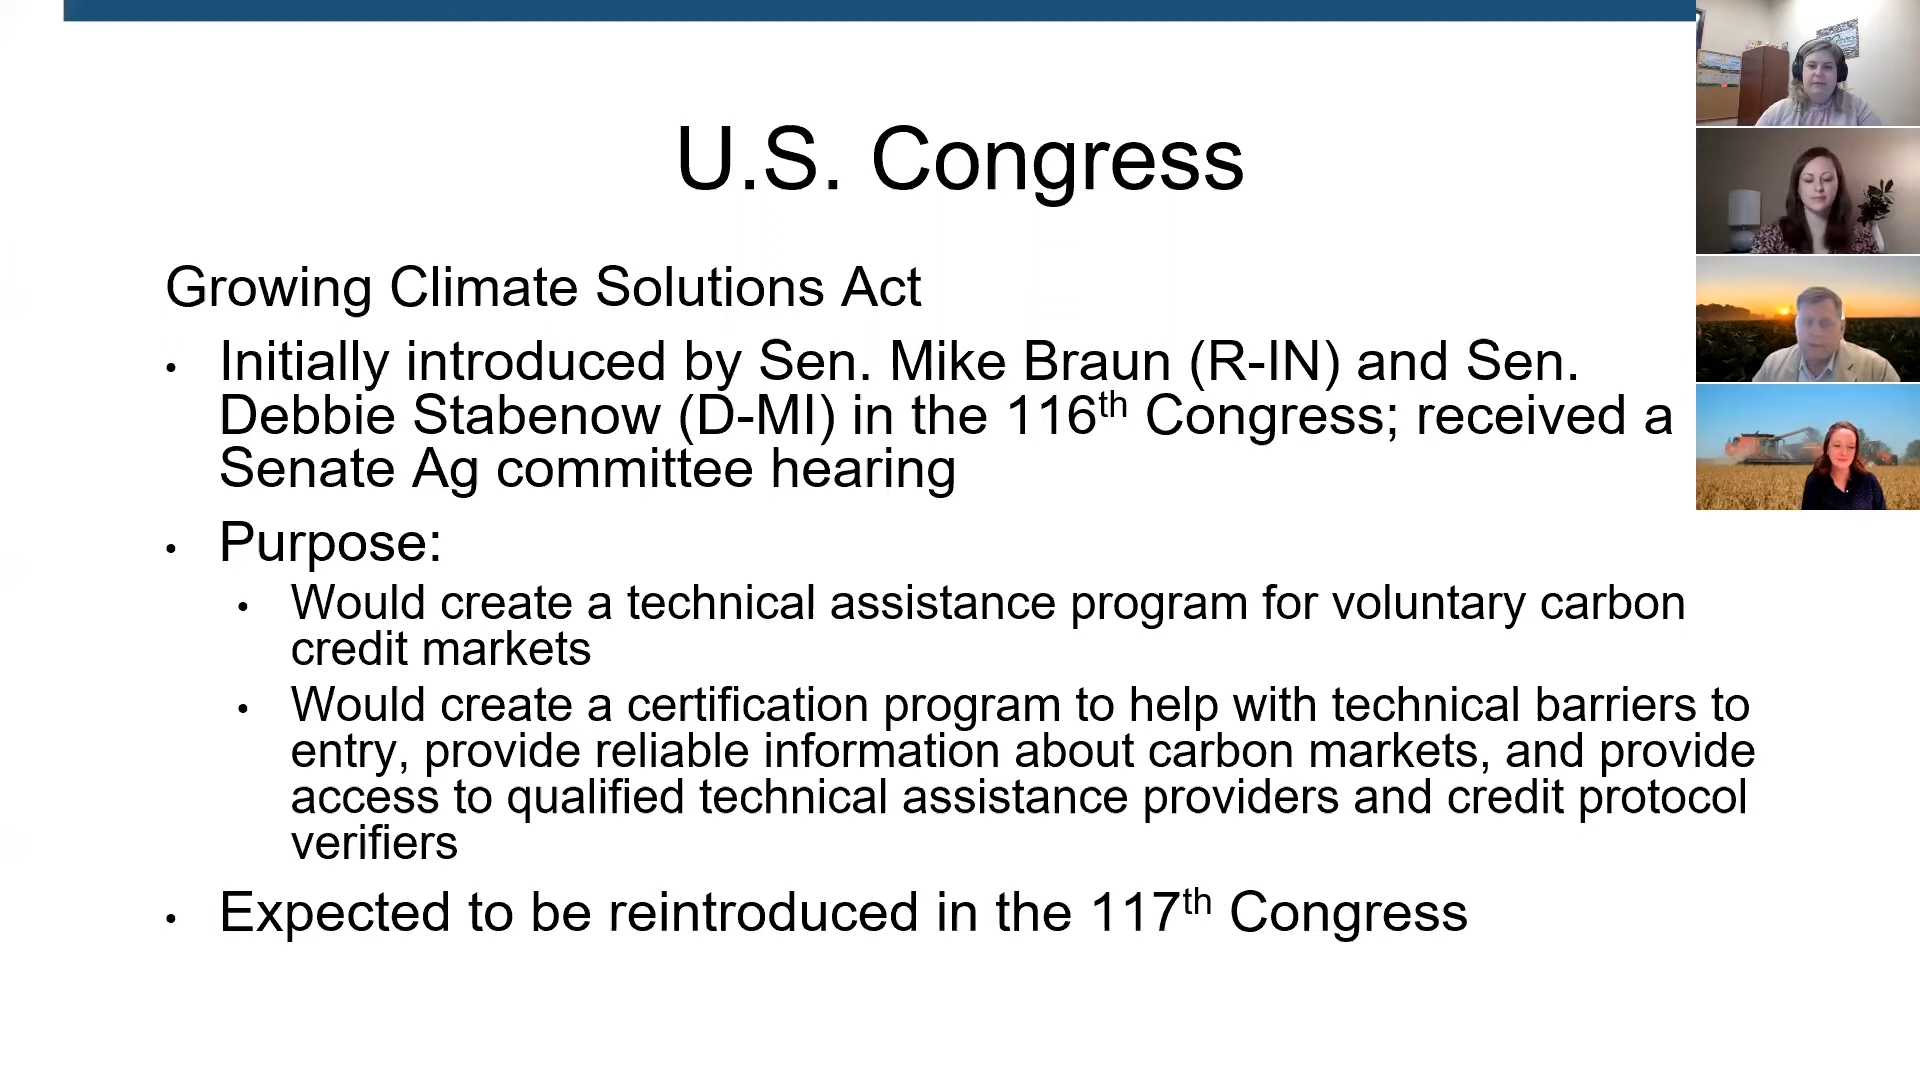 U.S. Congress
Growing Climate Solutions Act
• Initially introduced by Sen. Mike Braun (R-IN) and Sen.
Debbie Stabenow (D-MI) in the 116th Congress; received a
Senate Ag committee hearing
• Purpose:
• Would create a technical assistance program for voluntary carbon
credit markets
• Would create a certification program to help with technical barriers to
entry, provide reliable information about carbon markets, and provide
access to qualified technical assistance providers and credit protocol
verifiers
• Expected to be reintroduced in the 117th Congress